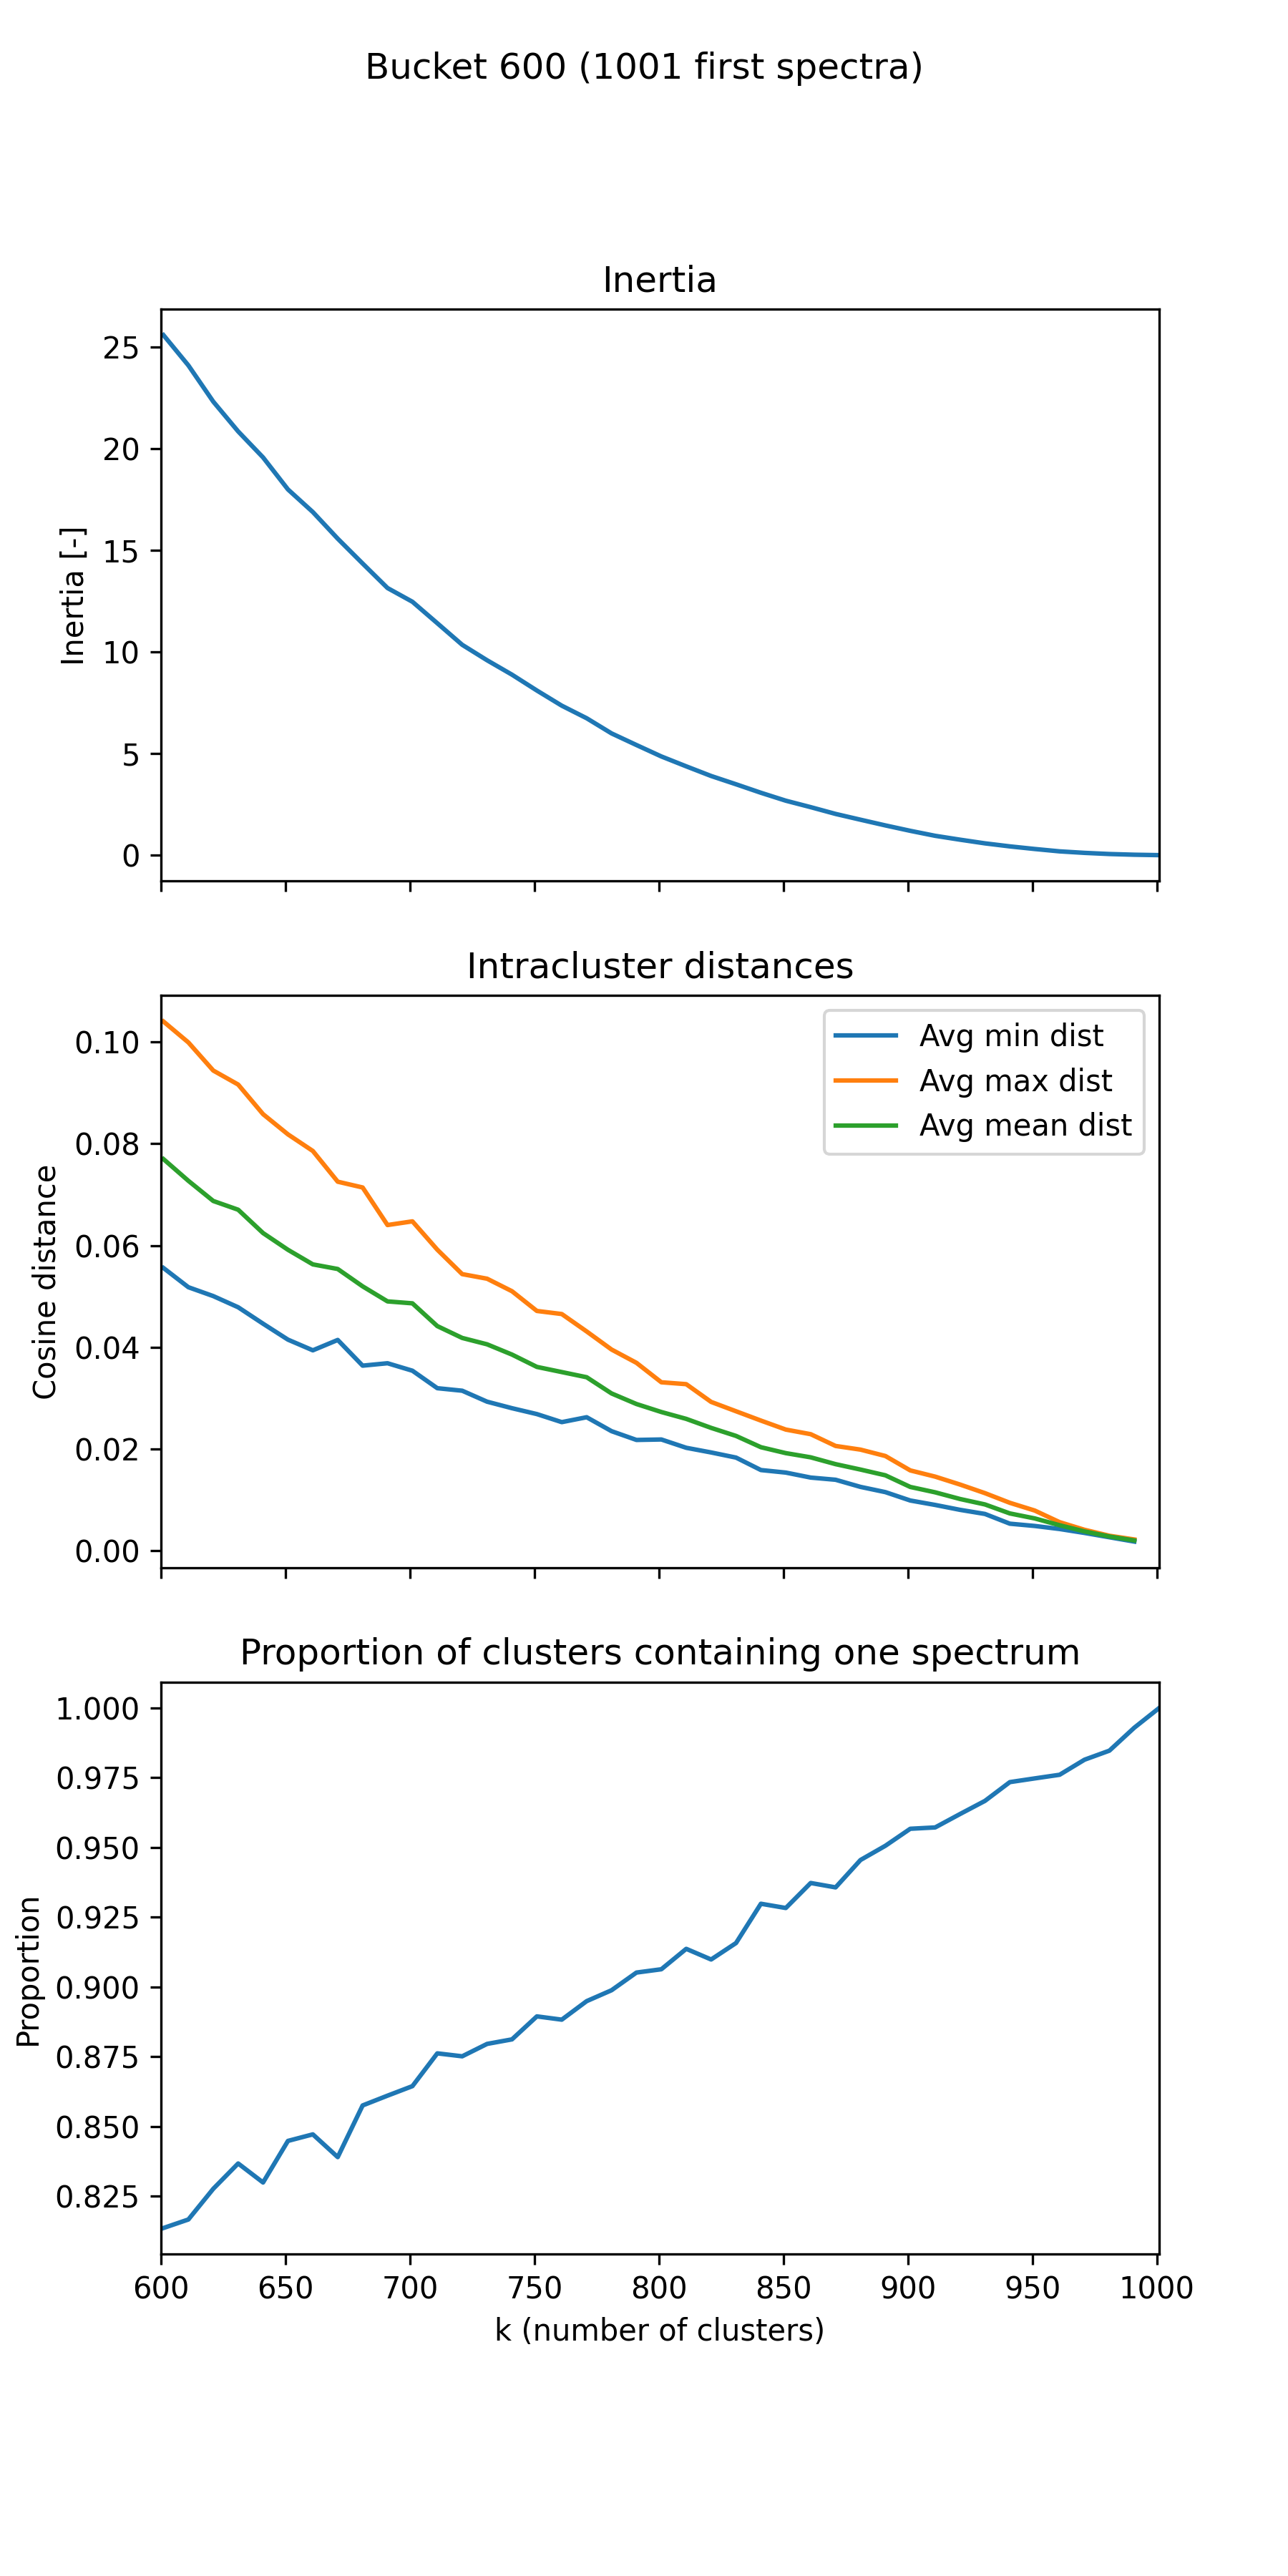 Bucket 600 (1001 first spectra)
Inertia
25
20
15
10
5
0
Inertia [-]
Intracluster distances
0.10
0.08
0.06
0.04
0.02
0.00
Cosine distance
Avg min dist
Avg max dist
Avg mean dist
Proportion of clusters containing one spectrum
1.000
0.975
0.950
0.925
0.900
0.875
0.850
0.825
Proportion
600 650 700 750 800 850 900 950 1000
k (number of clusters)